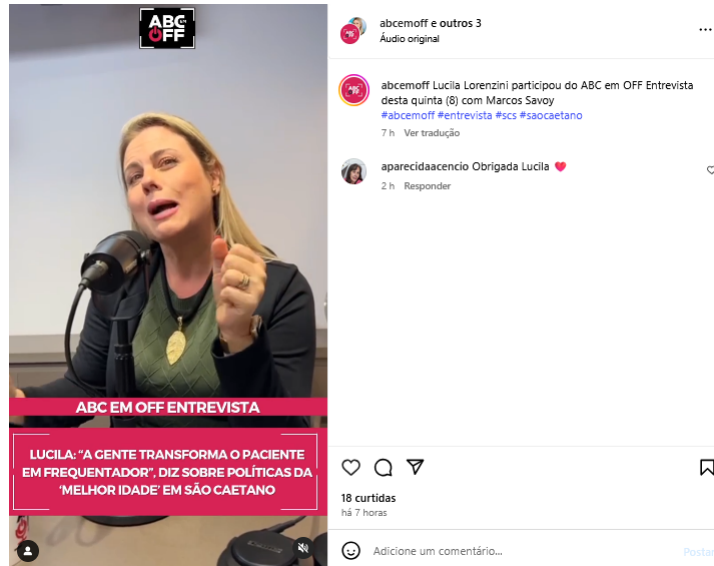 ABC
OFF
ABC EM OFF ENTREVISTA
LUCILA: “A GENTE TRANSFORMA O PACIENTE
EM FREQUENTADOR”, DIZ SOBRE POLÍTICAS DA
‘MELHOR IDADE’ EM SÃO CAETANO
abcemoff e outros 3
Áudio original
abcemoff Lucila Lorenzini participou do ABC em OFF Entrevista
desta quinta (8) com Marcos Savoy
#abcemoff #entrevista #scs #saocaetano
7 h Ver tradução
aparecidaacencio Obrigada Lucila
2 h Responder
18 curtidas
há 7 horas
Adicione um comentário...
Postar